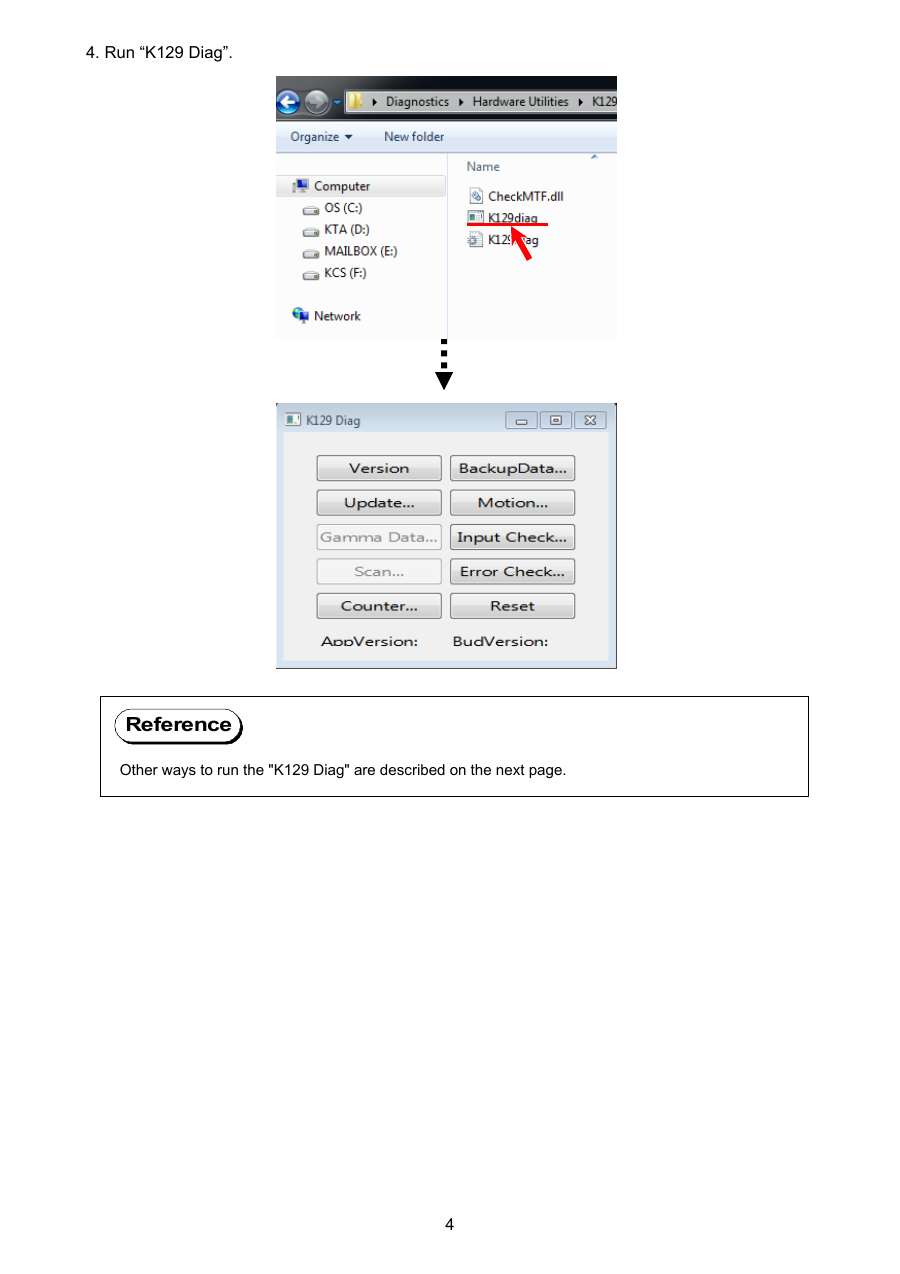 4. Run “K129 Diag”.
Diagnostics Hardware Utilities K129
Organize New folder
Name
Computer
CheckMTF.dll
OS (C:)
K129diag
KTA (D:)
MAILBOX (E:)
KCS (F:)
Network
K129 Diag
Version BackupData...
Update... Motion...
Gamma Data... Input Check...
Scan... Error Check...
Counter... Reset
AppVersion: BudVersion:
Reference
Other ways to run the "K129 Diag" are described on the next page.
4